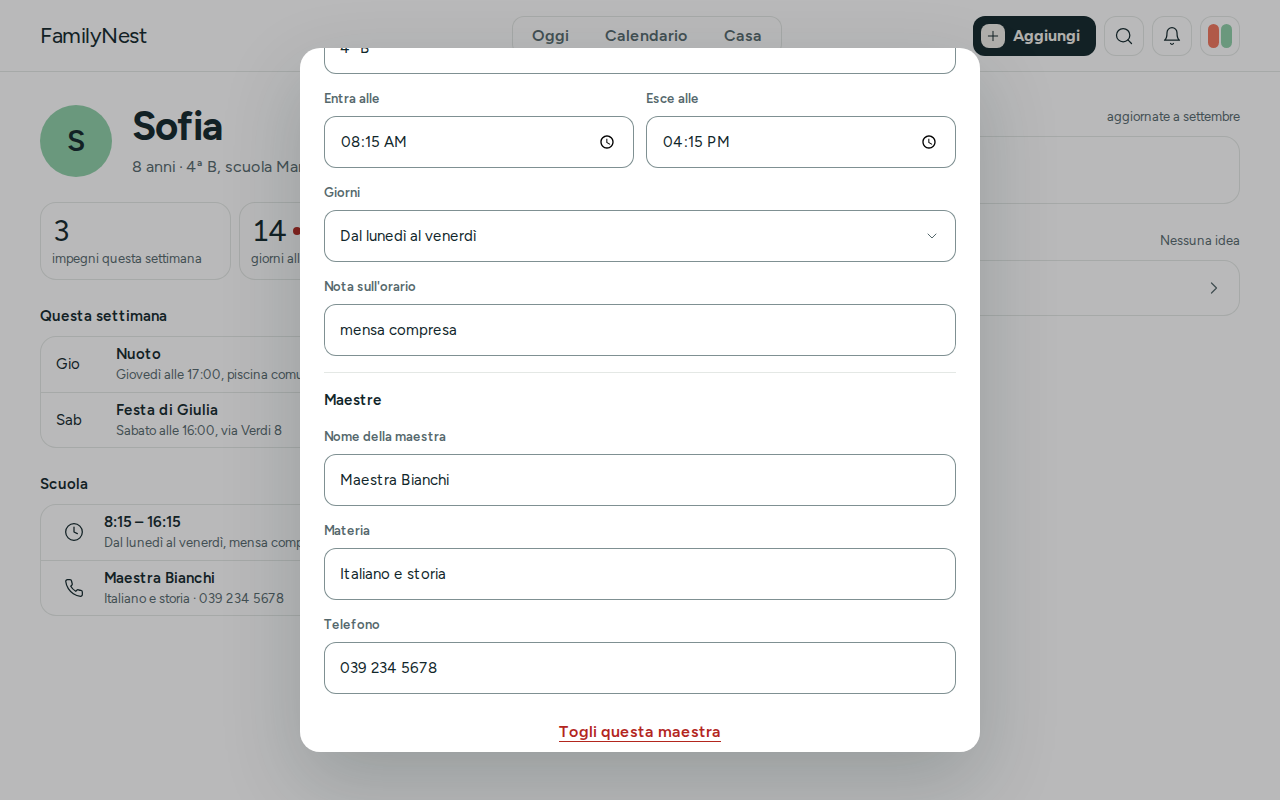 FamilyNest
Oggi Calendario Casa
Aggiungi
S
Sofia
8 anni · 4ª B, scuola
3
impegni questa settimana
14
giorni
aggiornate a settembre
Nessuna idea
Questa settimana
Gio
Nuoto
Giovedì alle 17:00, piscina
Sab
Festa di Giulia
Sabato alle 16:00, via Verdi 8
Scuola
8:15 – 16:15
Dal lunedì al venerdì, mensa
Maestra Bianchi
Italiano e storia · 039 234 5678
4ª B
Entra alle
08:15 AM
Esce alle
04:15 PM
Giorni
Dal lunedì al venerdì
Nota sull'orario
mensa compresa
Maestre
Nome della maestra
Maestra Bianchi
Materia
Italiano e storia
Telefono
039 234 5678
Togli questa maestra